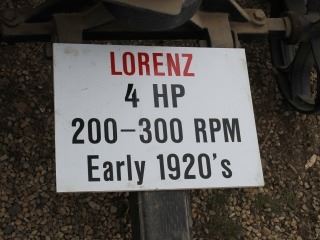 LORENZ
4 HP
200-300 RPM
Early 1920's